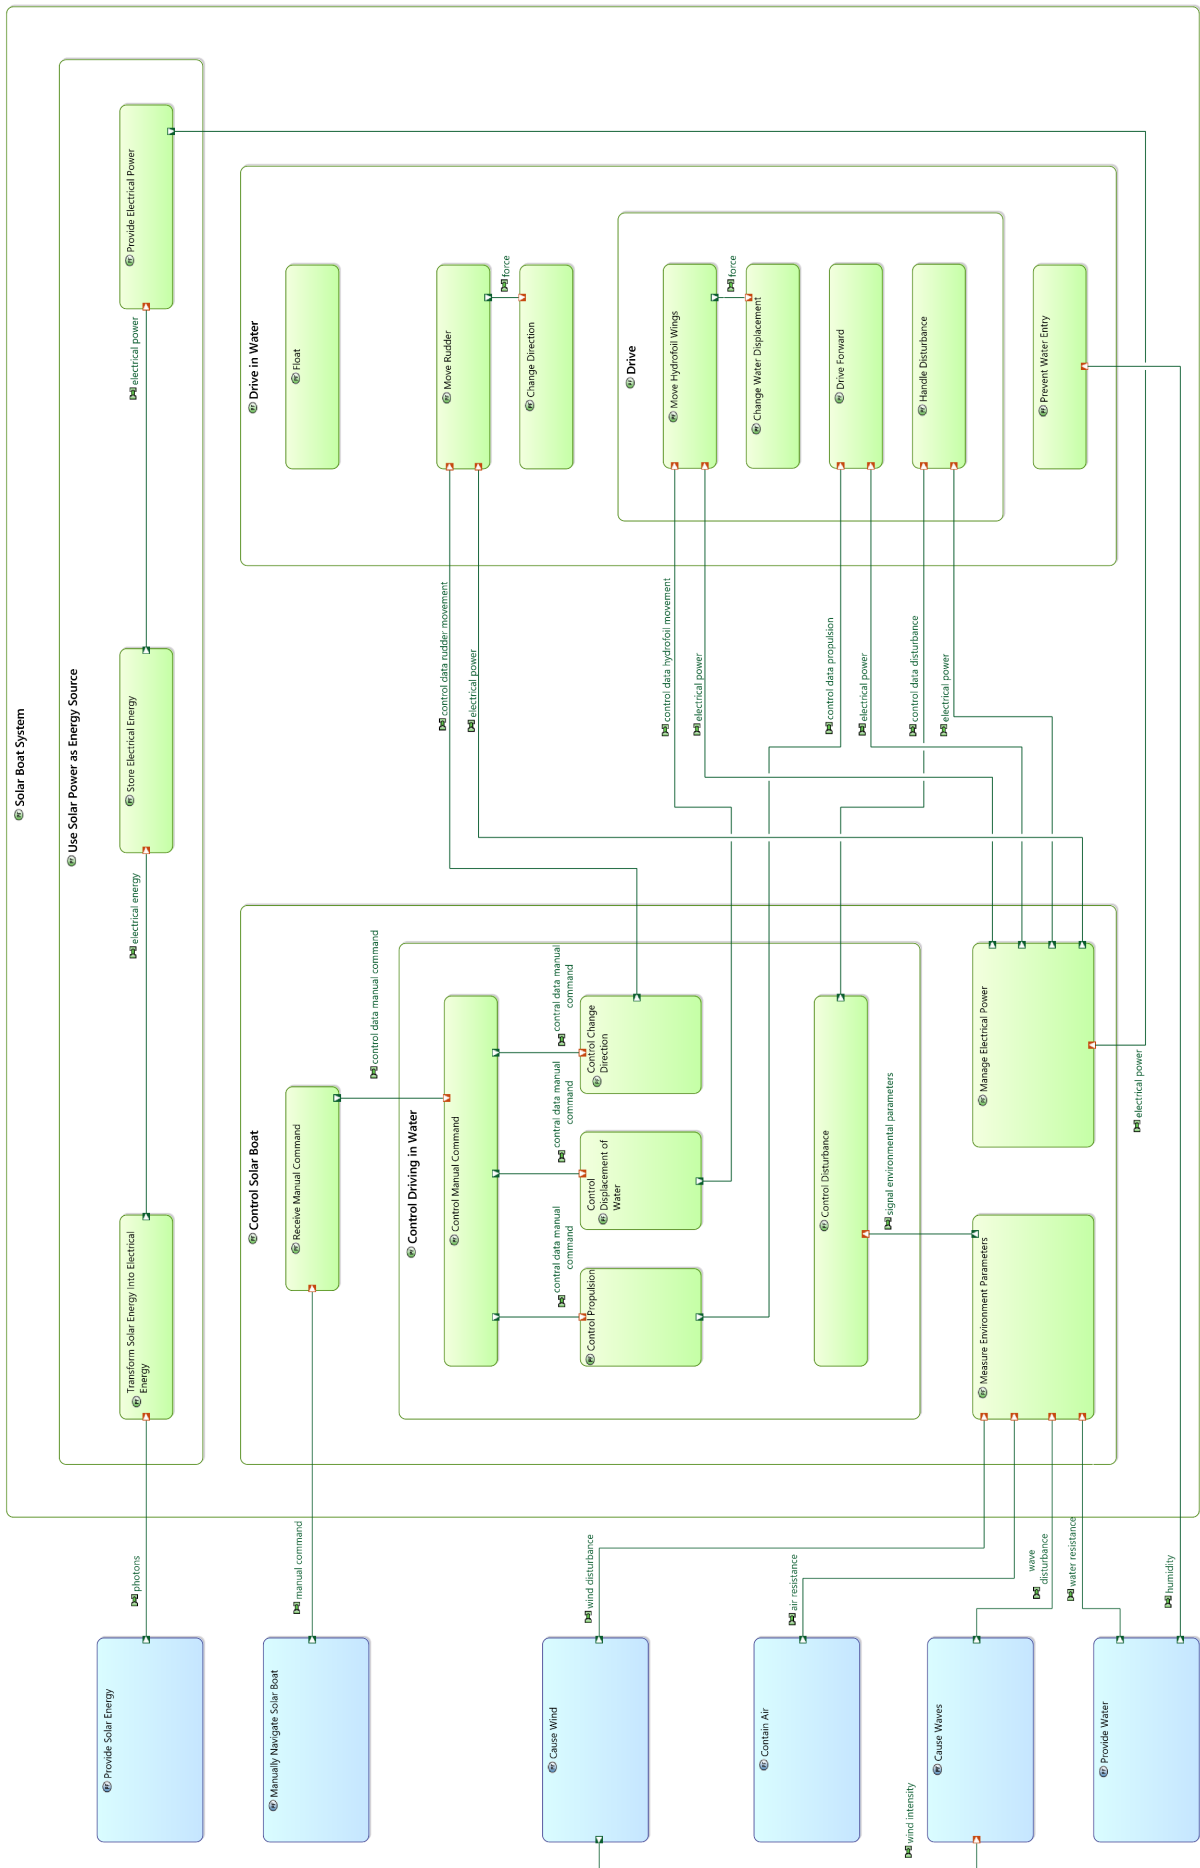 Solar Boat System
Use Solar Power as Energy Source
Provide Solar Energy
photons
Transform Solar Energy Into Electrical
Energy
electrical energy
Store Electrical Energy
electrical power
Provide Electrical Power
Manually Navigate Solar Boat
manual command
Control Solar Boat
Receive Manual Command
control data manual command
Control Driving in Water
Control Manual Command
contral data manual
command
contral data manual
command
contral data manual
command
Control Propulsion
Control
Displacement of
Water
Control Change
Direction
Control Disturbance
signal environmental parameters
Measure Environment Parameters
Manage Electrical Power
electrical power
Drive in Water
Float
control data rudder movement
electrical power
Move Rudder
force
Change Direction
Drive
control data hydrofoil movement
electrical power
Move Hydrofoil Wings
force
Change Water Displacement
control data propulsion
electrical power
Drive Forward
control data disturbance
electrical power
Handle Disturbance
Prevent Water Entry
Cause Wind
wind disturbance
Contain Air
air resistance
wind intensity
Cause Waves
wave
disturbance
water resistance
Provide Water
humidity